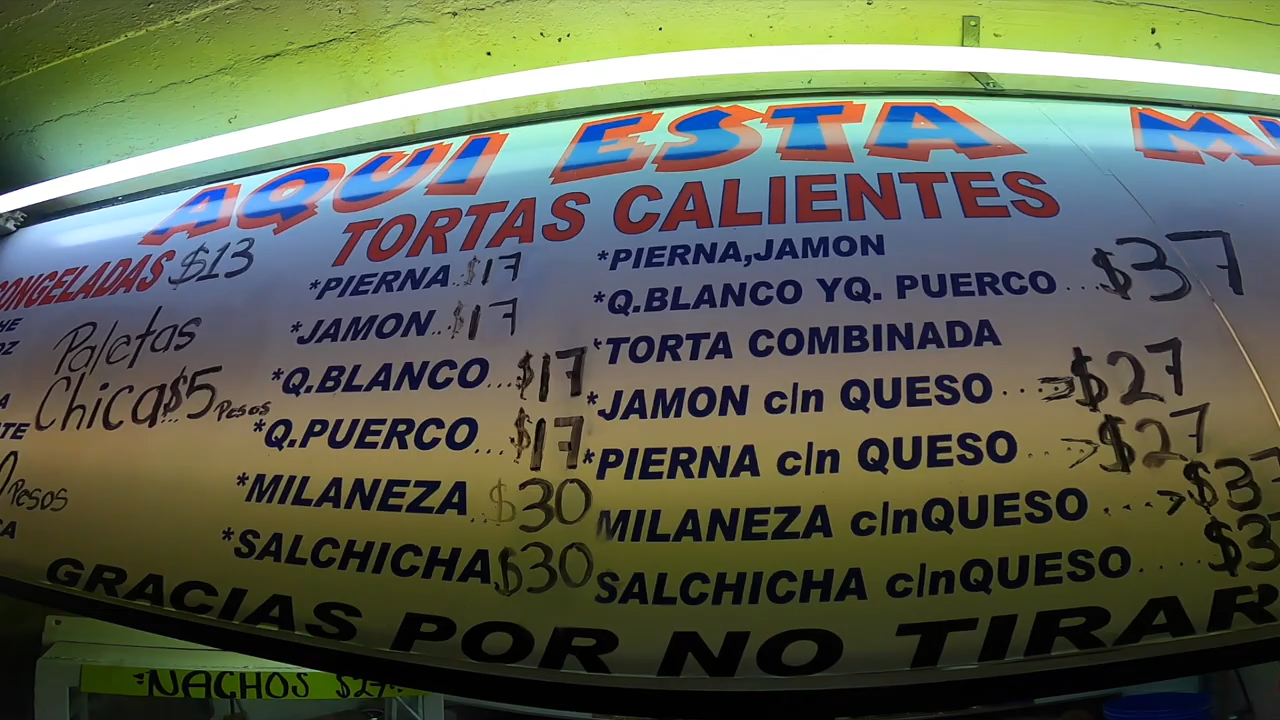 AQUI ESTA
TORTAS CALIENTES
$13
Paletas
Chica $5 Pesos
Pesos
*PIERNA $17
*JAMON.. $17
*Q.BLANCO... $17
*Q.PUERCO... $17
*MILANEZA .. $30
*SALCHICHA $30
*PIERNA,JAMON
*Q.BLANCO YQ. PUERCO ... $37
*TORTA COMBINADA
*JAMON c/n QUESO ... $27
*PIERNA c/n QUESO ... $27
MILANEZA c/nQUESO ...
SALCHICHA c/nQUESO ....
GRACIAS POR NO TIRAR
*NACHOS